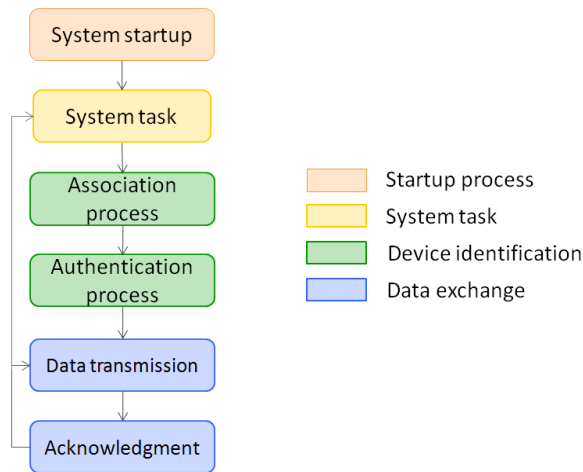 System startup
System task
Association
process
Authentication
process
Data transmission
Acknowledgment
Startup process
System task
Device identification
Data exchange